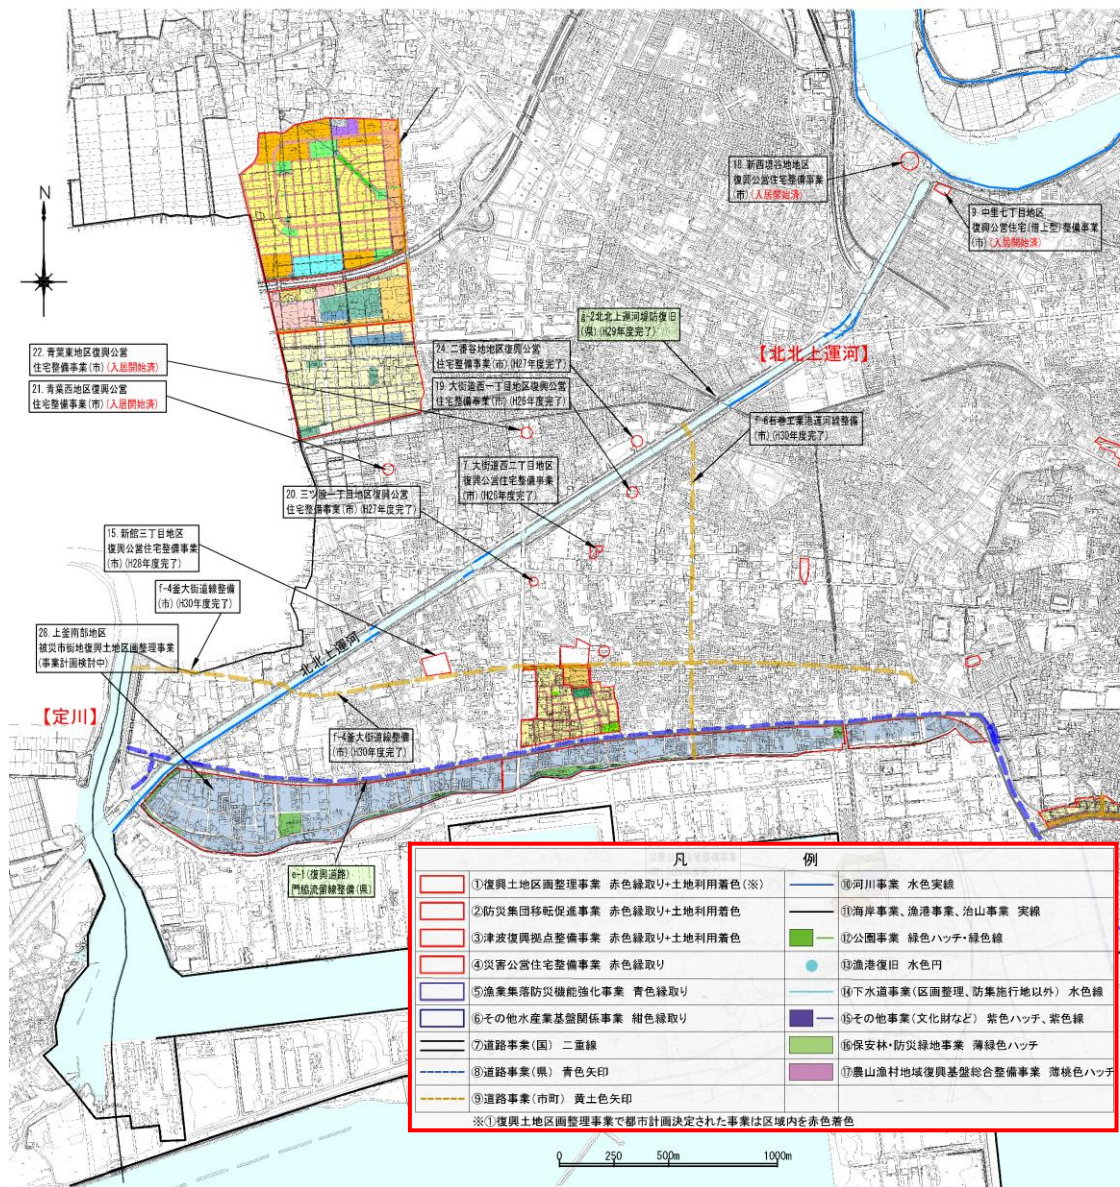 18. 新西境谷地地区
復興公営住宅整備事業
(市)(入居開始済)
9. 中里七丁目地区
復興公営住宅(借上型)整備事業
(市)(入居開始済)
N
g-2北北上運河堤防復旧
(県)(H29年度完了)
【北北上運河】
22. 青葉東地区復興公営
住宅整備事業(市)(入居開始済)
24. 二番谷地地区復興公営
住宅整備事業(市)(H27年度完了)
21. 青葉西地区復興公営
住宅整備事業(市)(入居開始済)
19. 大街道西一丁目地区復興公営
住宅整備事業(市)(H26年度完了)
f-6石巻工業港運河線整備
(市)(H30年度完了)
7. 大街道西二丁目地区
復興公営住宅整備事業
(市)(H26年度完了)
20. 三ツ股一丁目地区復興公営
住宅整備事業(市)(H27年度完了)
15. 新館三丁目地区
復興公営住宅整備事業
(市)(H28年度完了)
f-4釜大街道線整備
(市)(H30年度完了)
28. 上釜南部地区
被災市街地復興土地区画整理事業
(事業計画検討中)
北北上運河
【定川】
f-4釜大街道線整備
(市)(H30年度完了)
e-1(復興道路)
門脇流留線整備(県)
凡 例
①復興土地区画整理事業 赤色縁取り+土地利用着色(※)
②防災集団移転促進事業 赤色縁取り+土地利用着色
③津波復興拠点整備事業 赤色縁取り+土地利用着色
④災害公営住宅整備事業 赤色縁取り
⑤漁業集落防災機能強化事業 青色縁取り
⑥その他水産業基盤関係事業 紺色縁取り
⑦道路事業(国) 二重線
⑧道路事業(県) 青色矢印
⑨道路事業(市町) 黄土色矢印
⑩河川事業 水色実線
⑪海岸事業、漁港事業、治山事業 実線
⑫公園事業 緑色ハッチ・緑色線
⑬漁港復旧 水色円
⑭下水道事業(区画整理、防集施行地以外) 水色線
⑮その他事業(文化財など) 紫色ハッチ、紫色線
⑯保安林・防災緑地事業 薄緑色ハッチ
⑰農山漁村地域復興基盤総合整備事業 薄桃色ハッチ
※①復興土地区画整理事業で都市計画決定された事業は区域内を赤色着色
0 250 500m 1000m